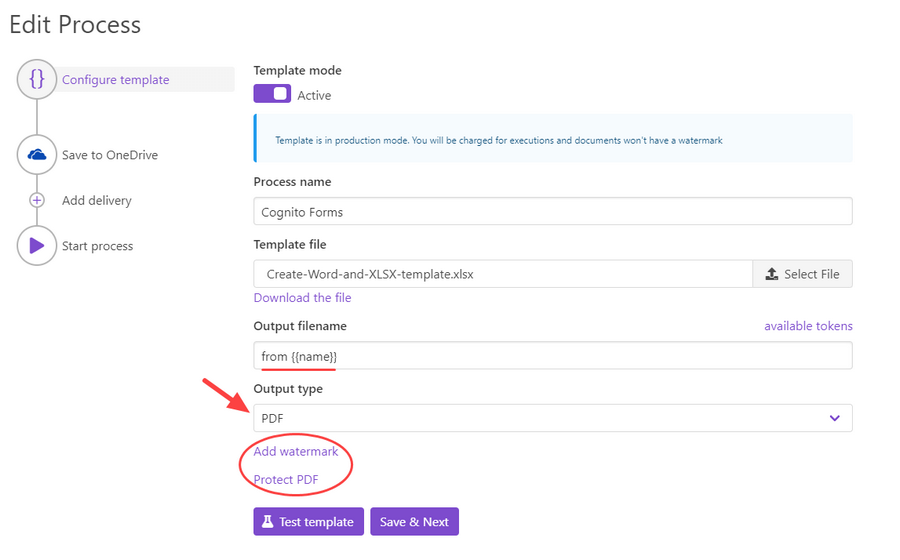 Edit Process
{} Configure template
Save to OneDrive
+ Add delivery
Start process
Template mode
Active
Template is in production mode. You will be charged for executions and documents won't have a watermark
Process name
Cognito Forms
Template file
Create-Word-and-XLSX-template.xlsx Select File
Download the file
Output filename available tokens
from {{name}}
Output type
PDF
Add watermark
Protect PDF
Test template Save & Next